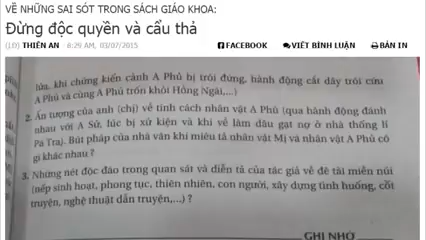 VỀ NHỮNG SAI SÓT TRONG SÁCH GIÁO KHOA:
Đừng độc quyền và cẩu thả
(LĐ) THIÊN AN - 8:29 AM, 03/07/2015 FACEBOOK VIẾT BÌNH LUẬN BẢN IN
lửa, khi chứng kiến cảnh A Phủ bị trói đứng, hành động cắt dây trói cứu
A Phủ và cùng A Phủ trốn khỏi Hồng Ngài,...)
2. Ấn tượng của anh (chị) về tính cách nhân vật A Phủ (qua hành động đánh
nhau với A Sử, lúc bị xử kiện và khi về làm dâu gạt nợ ở nhà thống lí
Pá Tra). Bút pháp của nhà văn khi miêu tả nhân vật Mị và nhân vật A Phủ có
gì khác nhau ?
3. Những nét độc đáo trong quan sát và diễn tả của tác giả về đề tài miền núi
(nếp sinh hoạt, phong tục, thiên nhiên, con người, xây dựng tình huống, cốt
truyện, nghệ thuật dẫn truyện,...) ?
GHI NHỚ